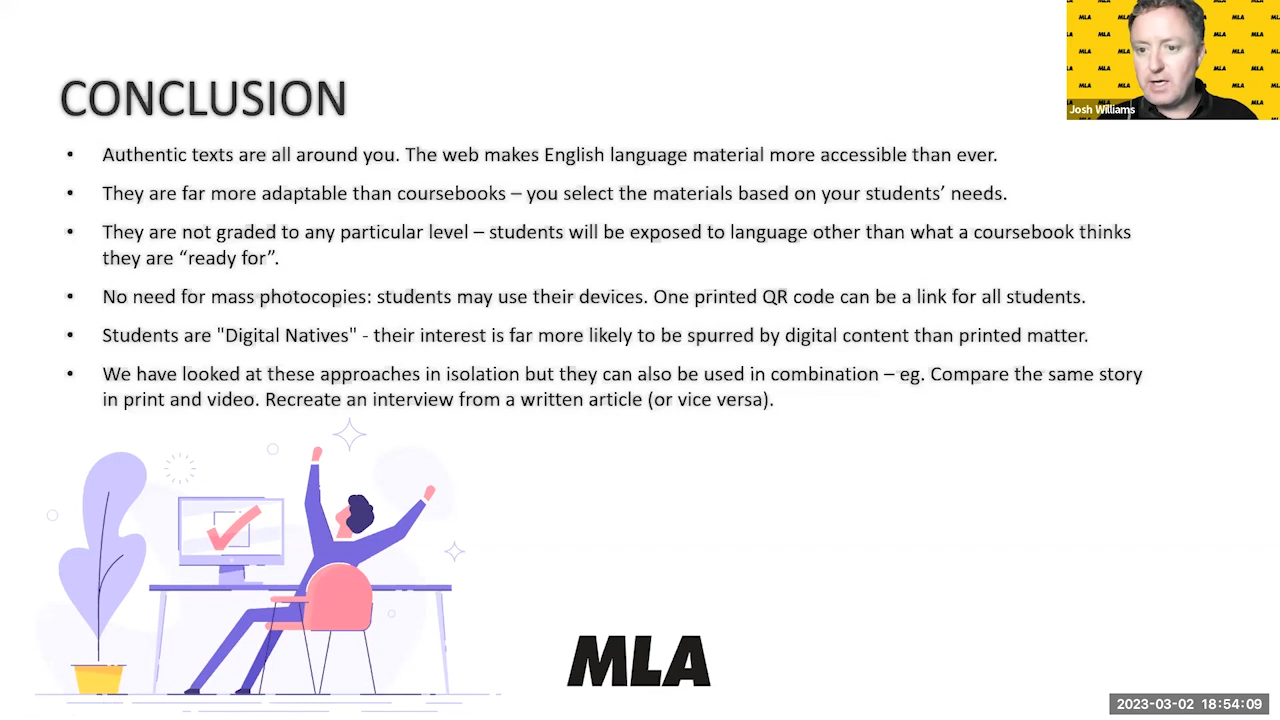 CONCLUSION
• Authentic texts are all around you. The web makes English language material more accessible than ever.
• They are far more adaptable than coursebooks – you select the materials based on your students’ needs.
• They are not graded to any particular level – students will be exposed to language other than what a coursebook thinks
they are “ready for”.
• No need for mass photocopies: students may use their devices. One printed QR code can be a link for all students.
• Students are "Digital Natives" - their interest is far more likely to be spurred by digital content than printed matter.
• We have looked at these approaches in isolation but they can also be used in combination – eg. Compare the same story
in print and video. Recreate an interview from a written article (or vice versa).
MLA
Josh Williams
MLA
2023-03-02 18:54:09